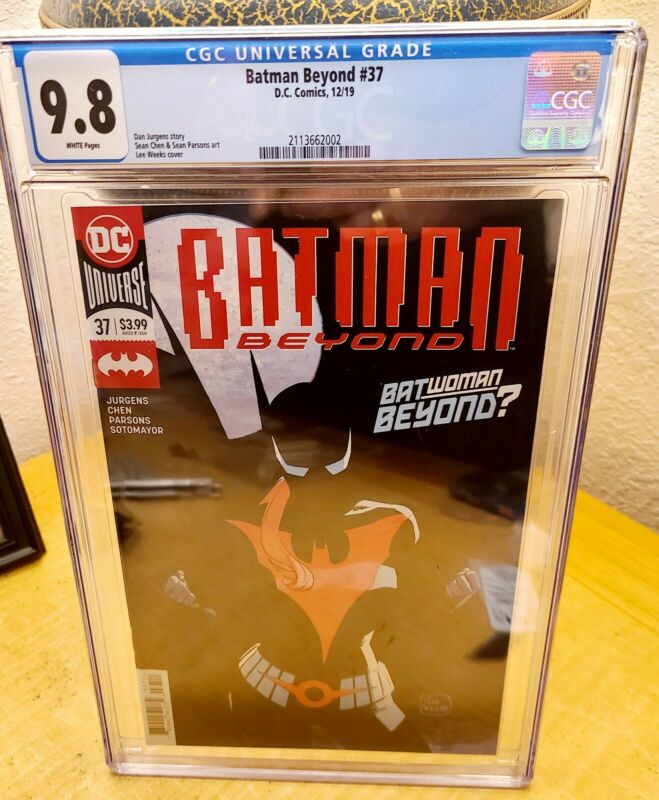 CGC UNIVERSAL GRADE
9.8
WHITE Pages
Batman Beyond #37
D.C. Comics, 12/19
Dan Jurgens story
Sean Chen & Sean Parsons art
Lee Weeks cover
2113662002
CGC
DC
UNIVERSE
37 $3.99
BATMAN
BEYOND
JURGENS
CHEN
PARSONS
SOTOMAYOR
BATWOMAN
BEYOND?